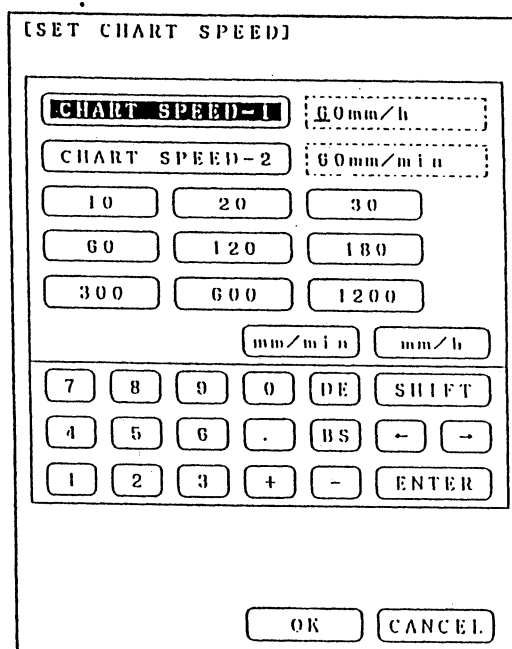 [SET CHART SPEED]
CHART SPEED-1 60mm/h
CHART SPEED-2 60mm/min
10 20 30
60 120 180
300 600 1200
mm/min mm/h
7 8 9 0 DE SHIFT
4 5 6 . BS ← →
1 2 3 + - ENTER
OK CANCEL